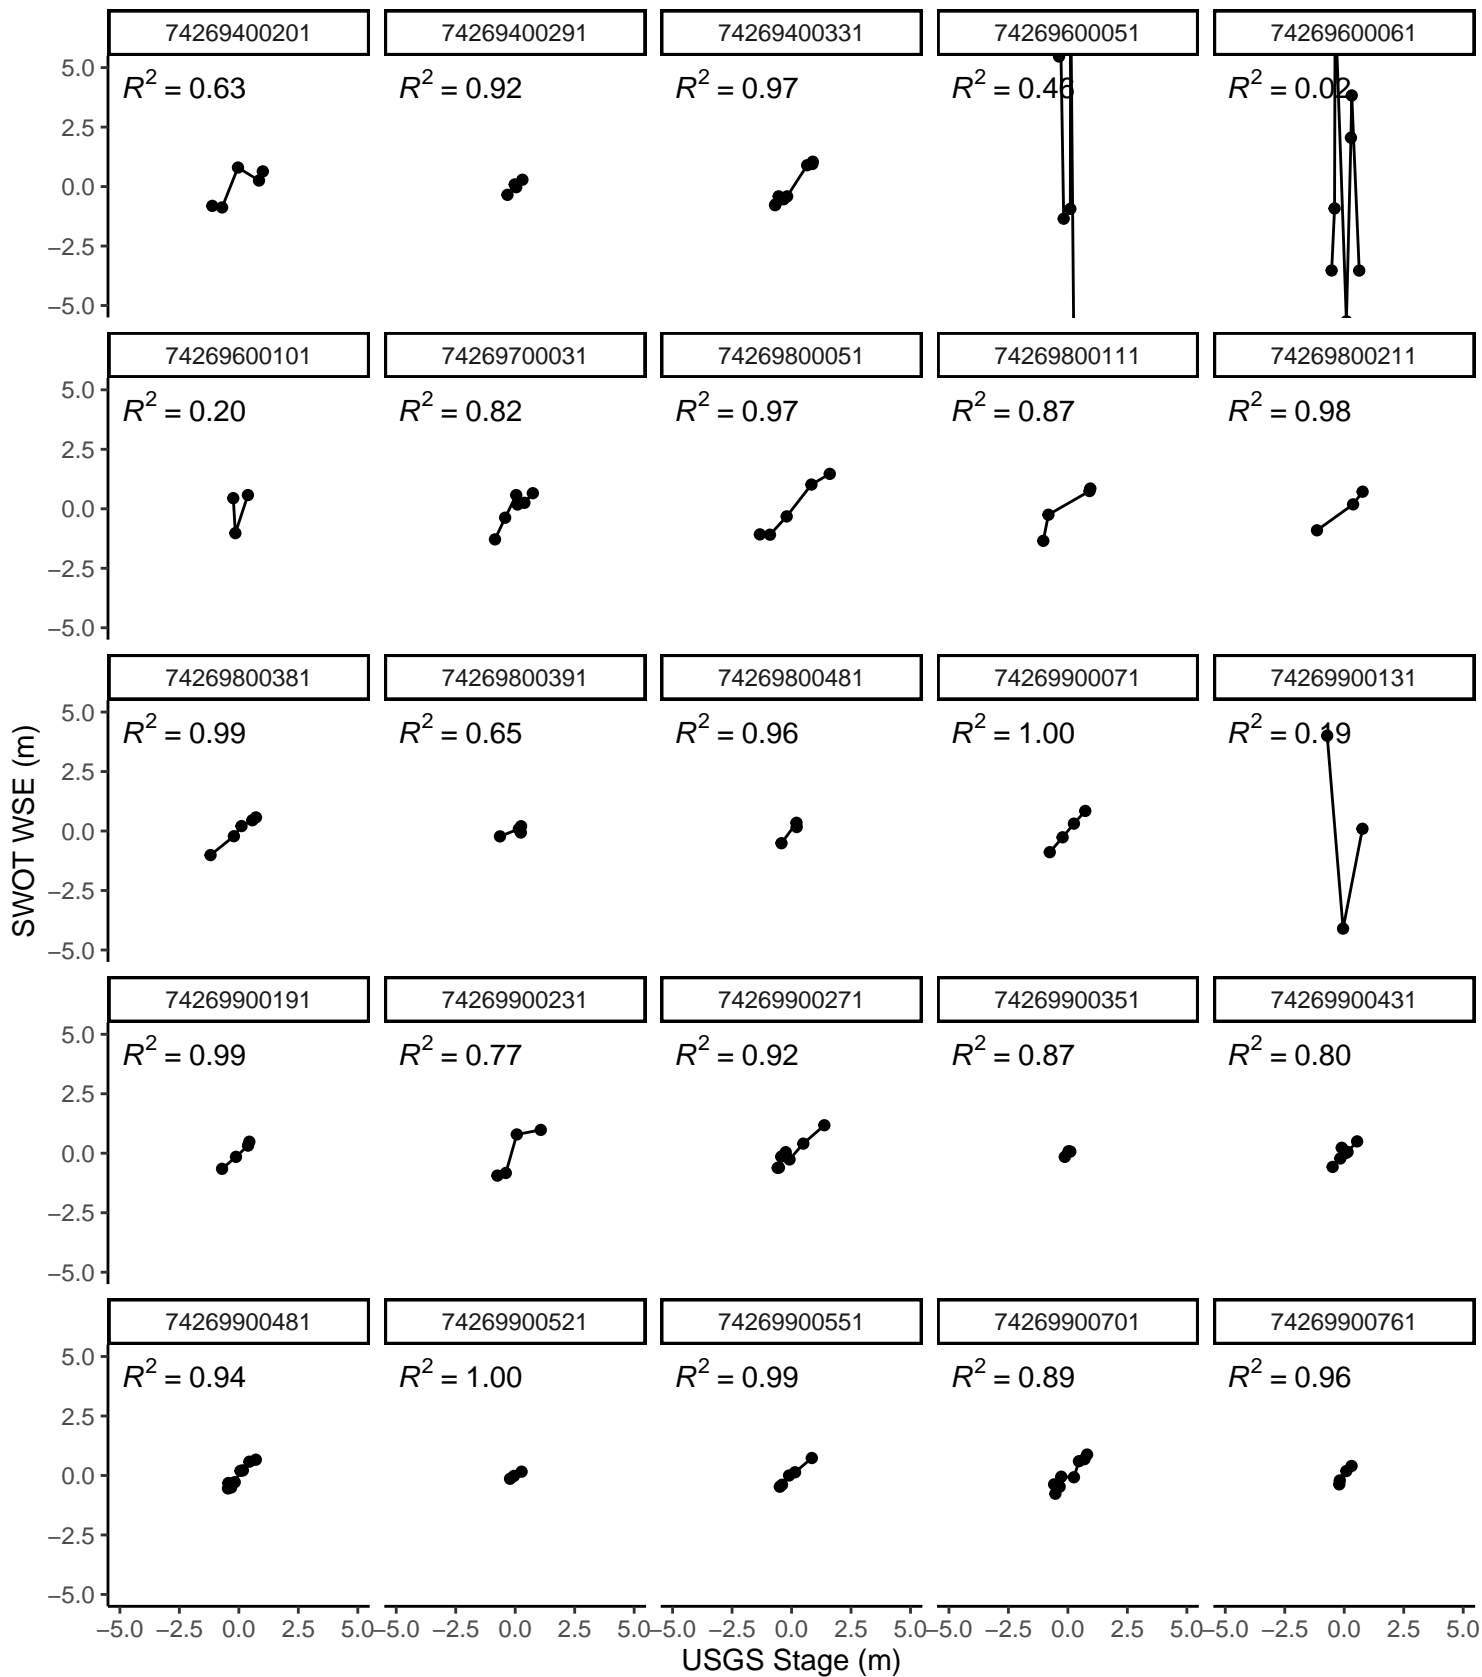 74269400201 74269400291 74269400331 74269600051 74269600061
5.0
R² = 0.63 R² = 0.92 R² = 0.97 R² = 0.46 R² = 0.02
2.5
0.0
−2.5
−5.0
74269600101 74269700031 74269800051 74269800111 74269800211
5.0
R² = 0.20 R² = 0.82 R² = 0.97 R² = 0.87 R² = 0.98
2.5
0.0
−2.5
−5.0
74269800381 74269800391 74269800481 74269900071 74269900131
5.0
R² = 0.99 R² = 0.65 R² = 0.96 R² = 1.00 R² = 0.19
2.5
SWOT WSE (m)
0.0
−2.5
−5.0
74269900191 74269900231 74269900271 74269900351 74269900431
5.0
R² = 0.99 R² = 0.77 R² = 0.92 R² = 0.87 R² = 0.80
2.5
0.0
−2.5
−5.0
74269900481 74269900521 74269900551 74269900701 74269900761
5.0
R² = 0.94 R² = 1.00 R² = 0.99 R² = 0.89 R² = 0.96
2.5
0.0
−2.5
−5.0
−5.0 −2.5 0.0 2.5 5.0 −5.0 −2.5 0.0 2.5 5.0 −5.0 −2.5 0.0 2.5 5.0 −5.0 −2.5 0.0 2.5 5.0 −5.0 −2.5 0.0 2.5 5.0
USGS Stage (m)